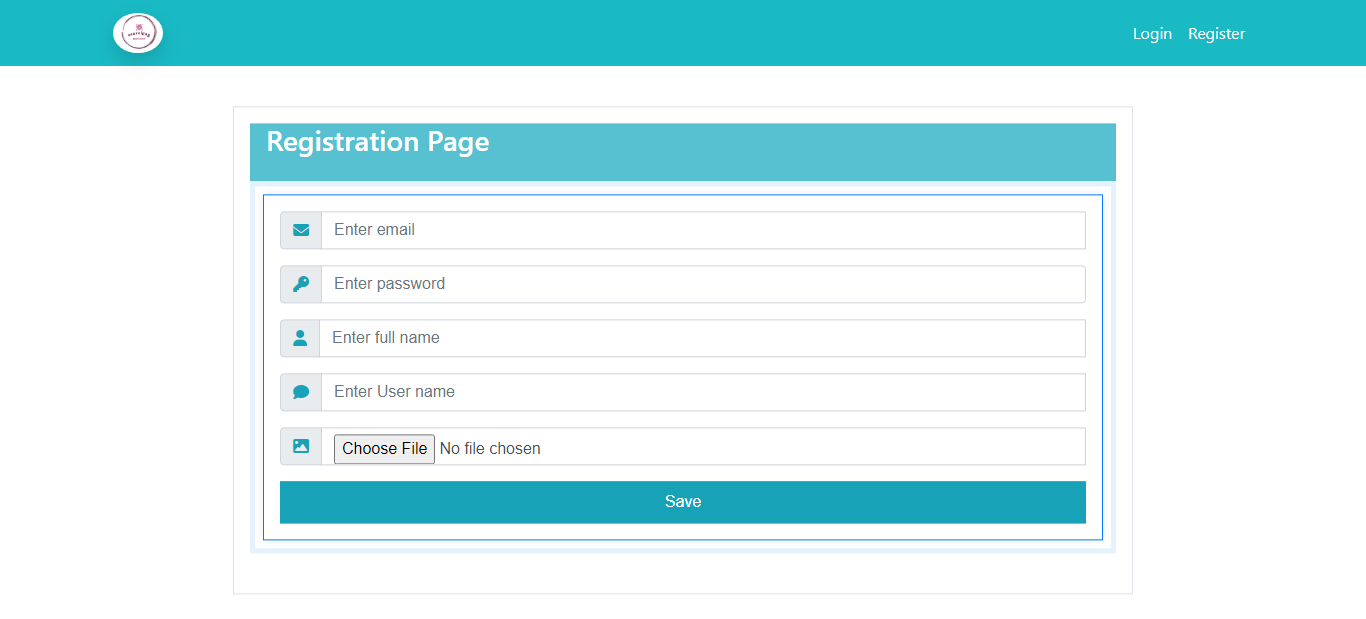 Login Register
Registration Page
Enter email
Enter password
Enter full name
Enter User name
Choose File No file chosen
Save